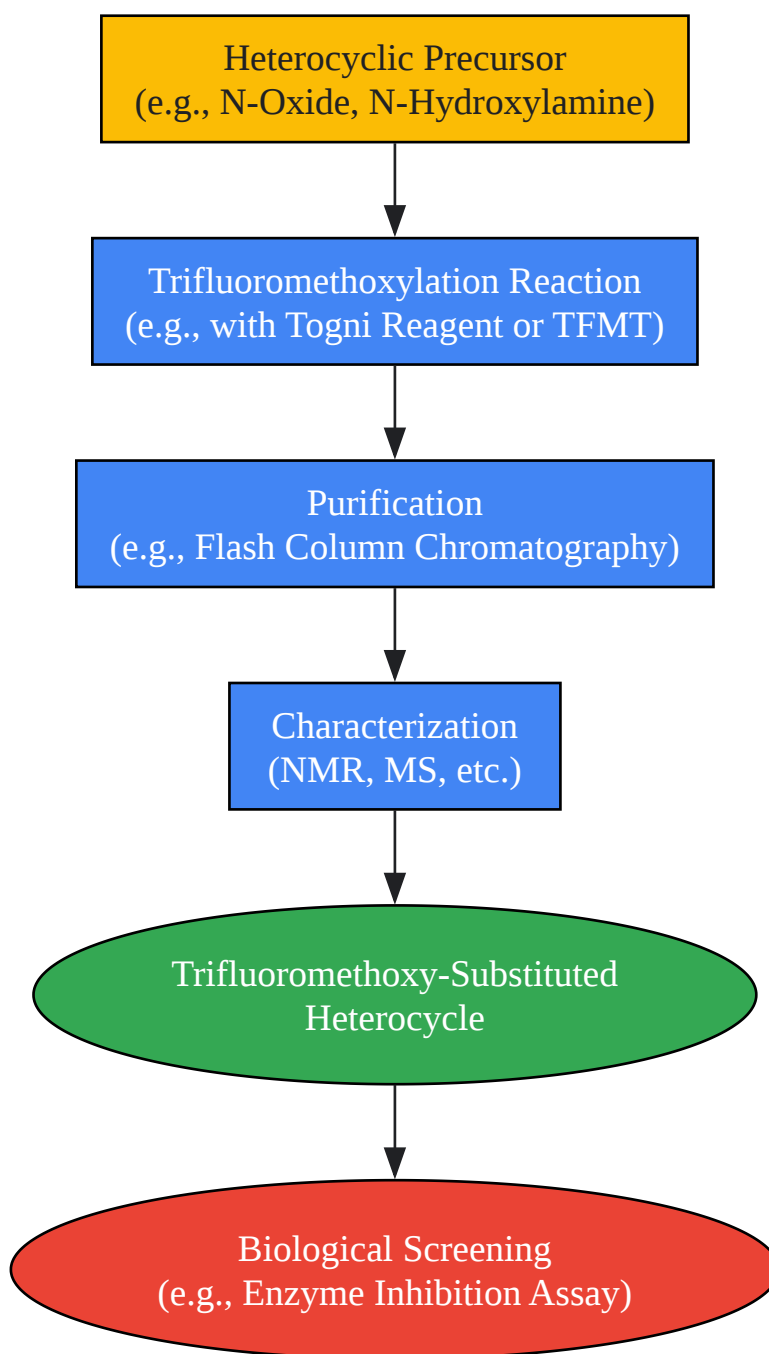 Heterocyclic Precursor
(e.g., N-Oxide, N-Hydroxylamine)
Trifluoromethoxylation Reaction
(e.g., with Togni Reagent or TFMT)
Purification
(e.g., Flash Column Chromatography)
Characterization
(NMR, MS, etc.)
Trifluoromethoxy-Substituted
Heterocycle
Biological Screening
(e.g., Enzyme Inhibition Assay)